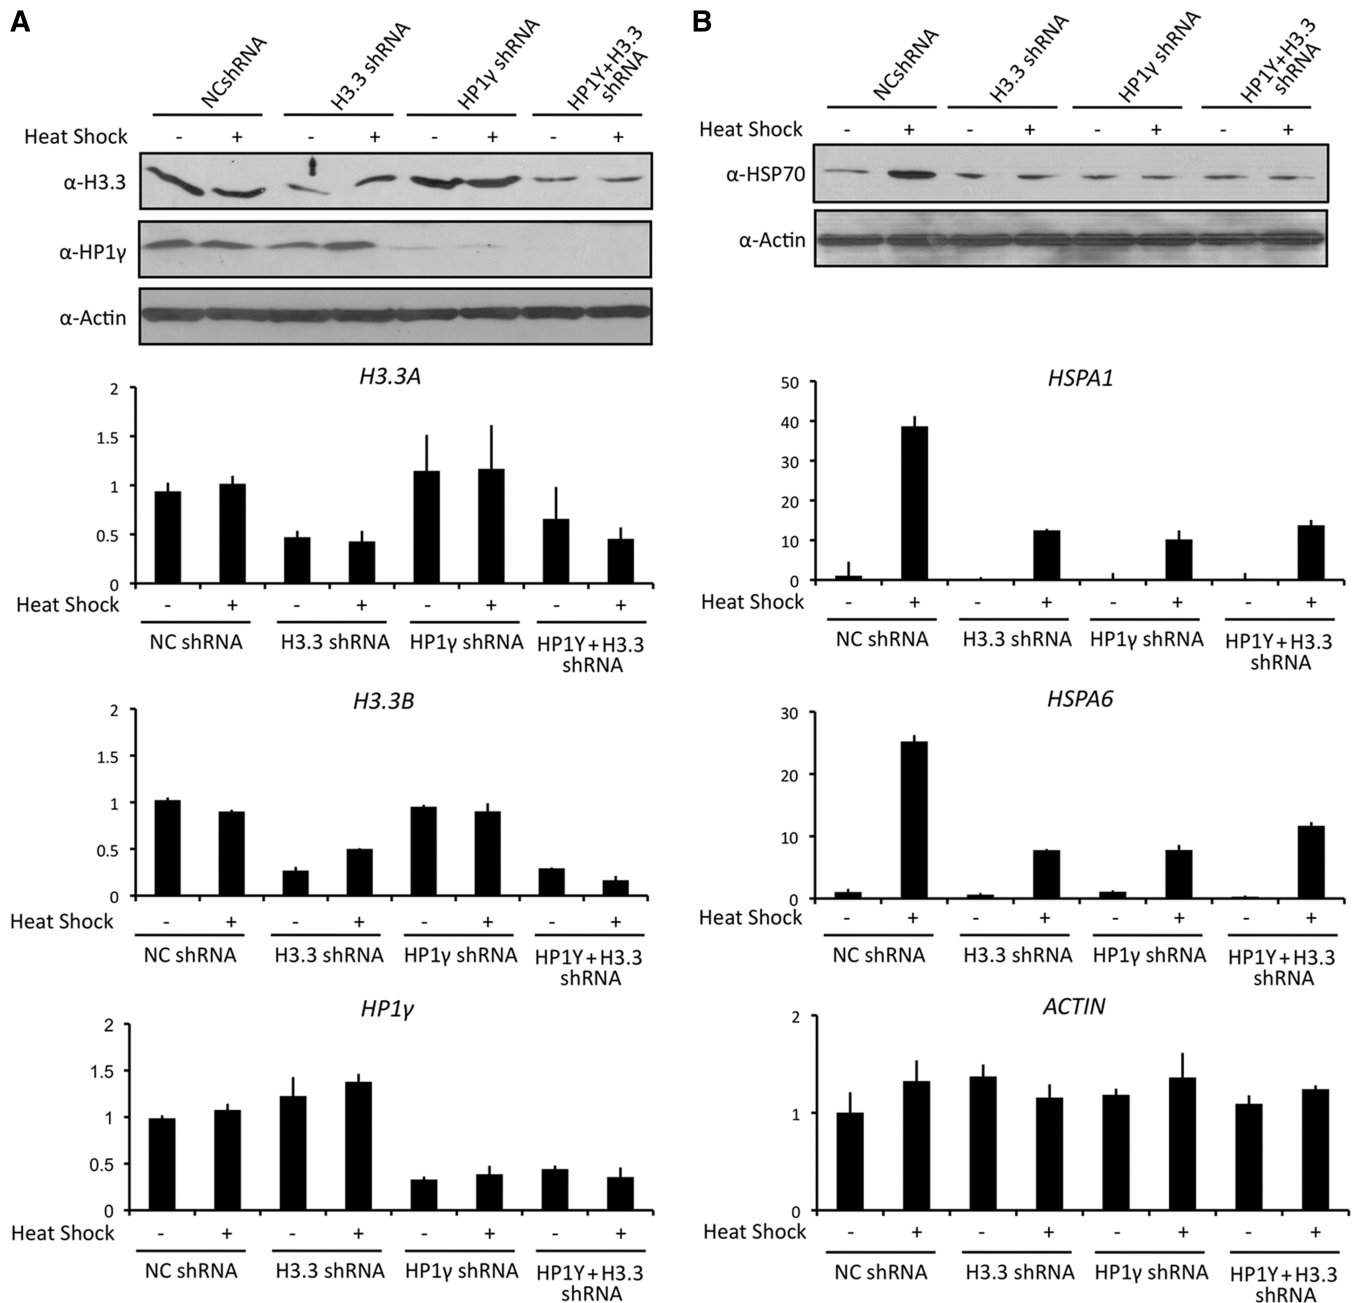 A
NCshRNA
H3.3 shRNA
HP1γ shRNA
HP1Y+H3.3
shRNA
Heat Shock - + - + - + - +
α-H3.3
α-HP1γ
α-Actin
H3.3A
2
1.5
1
0.5
0
Heat Shock - + - + - + - +
NC shRNA H3.3 shRNA HP1γ shRNA HP1Y+H3.3
shRNA
H3.3B
2
1.5
1
0.5
0
Heat Shock - + - + - + - +
NC shRNA H3.3 shRNA HP1γ shRNA HP1Y+H3.3
shRNA
HP1γ
2
1.5
1
0.5
0
Heat Shock - + - + - + - +
NC shRNA H3.3 shRNA HP1γ shRNA HP1Y+H3.3
shRNA
B
NCshRNA
H3.3 shRNA
HP1γ shRNA
HP1Y+H3.3
shRNA
Heat Shock - + - + - + - +
α-HSP70
α-Actin
HSPA1
50
40
30
20
10
0
Heat Shock - + - + - + - +
NC shRNA H3.3 shRNA HP1γ shRNA HP1Y+H3.3
shRNA
HSPA6
30
20
10
0
Heat Shock - + - + - + - +
NC shRNA H3.3 shRNA HP1γ shRNA HP1Y+H3.3
shRNA
ACTIN
2
1
0
Heat Shock - + - + - + - +
NC shRNA H3.3 shRNA HP1γ shRNA HP1Y+H3.3
shRNA